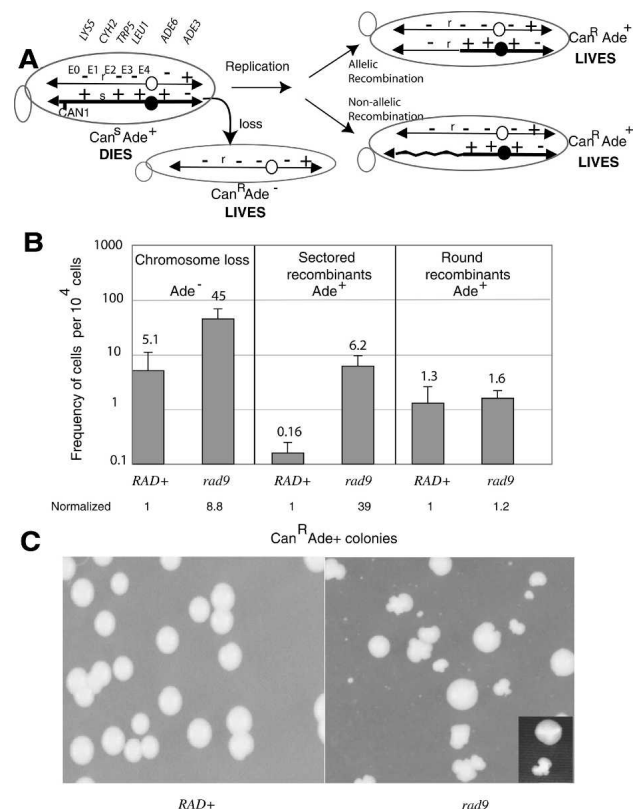 A
LYS5 CYH2 TRP5 LEU1 ADE6 ADE3
E0 E1 E2 E3 E4
- r - - - - +
+ + s + + + -
CAN1
Can^S Ade^+
DIES
Replication
loss
- - r - - - +
Can^R Ade^-
LIVES
Allelic
Recombination
Non-allelic
Recombination
- - r - - - +
- - r + + + -
Can^R Ade^+
LIVES
- - r - - - +
+ + + -
Can^R Ade^+
LIVES
B
Frequency of cells per 10^4 cells
1000
100
10
1
0.1
Chromosome loss
Ade^-
Sectored
recombinants
Ade^+
Round
recombinants
Ade^+
5.1 45 0.16 6.2 1.3 1.6
RAD+ rad9 RAD+ rad9 RAD+ rad9
Normalized 1 8.8 1 39 1 1.2
C
Can^R Ade+ colonies
RAD+ rad9